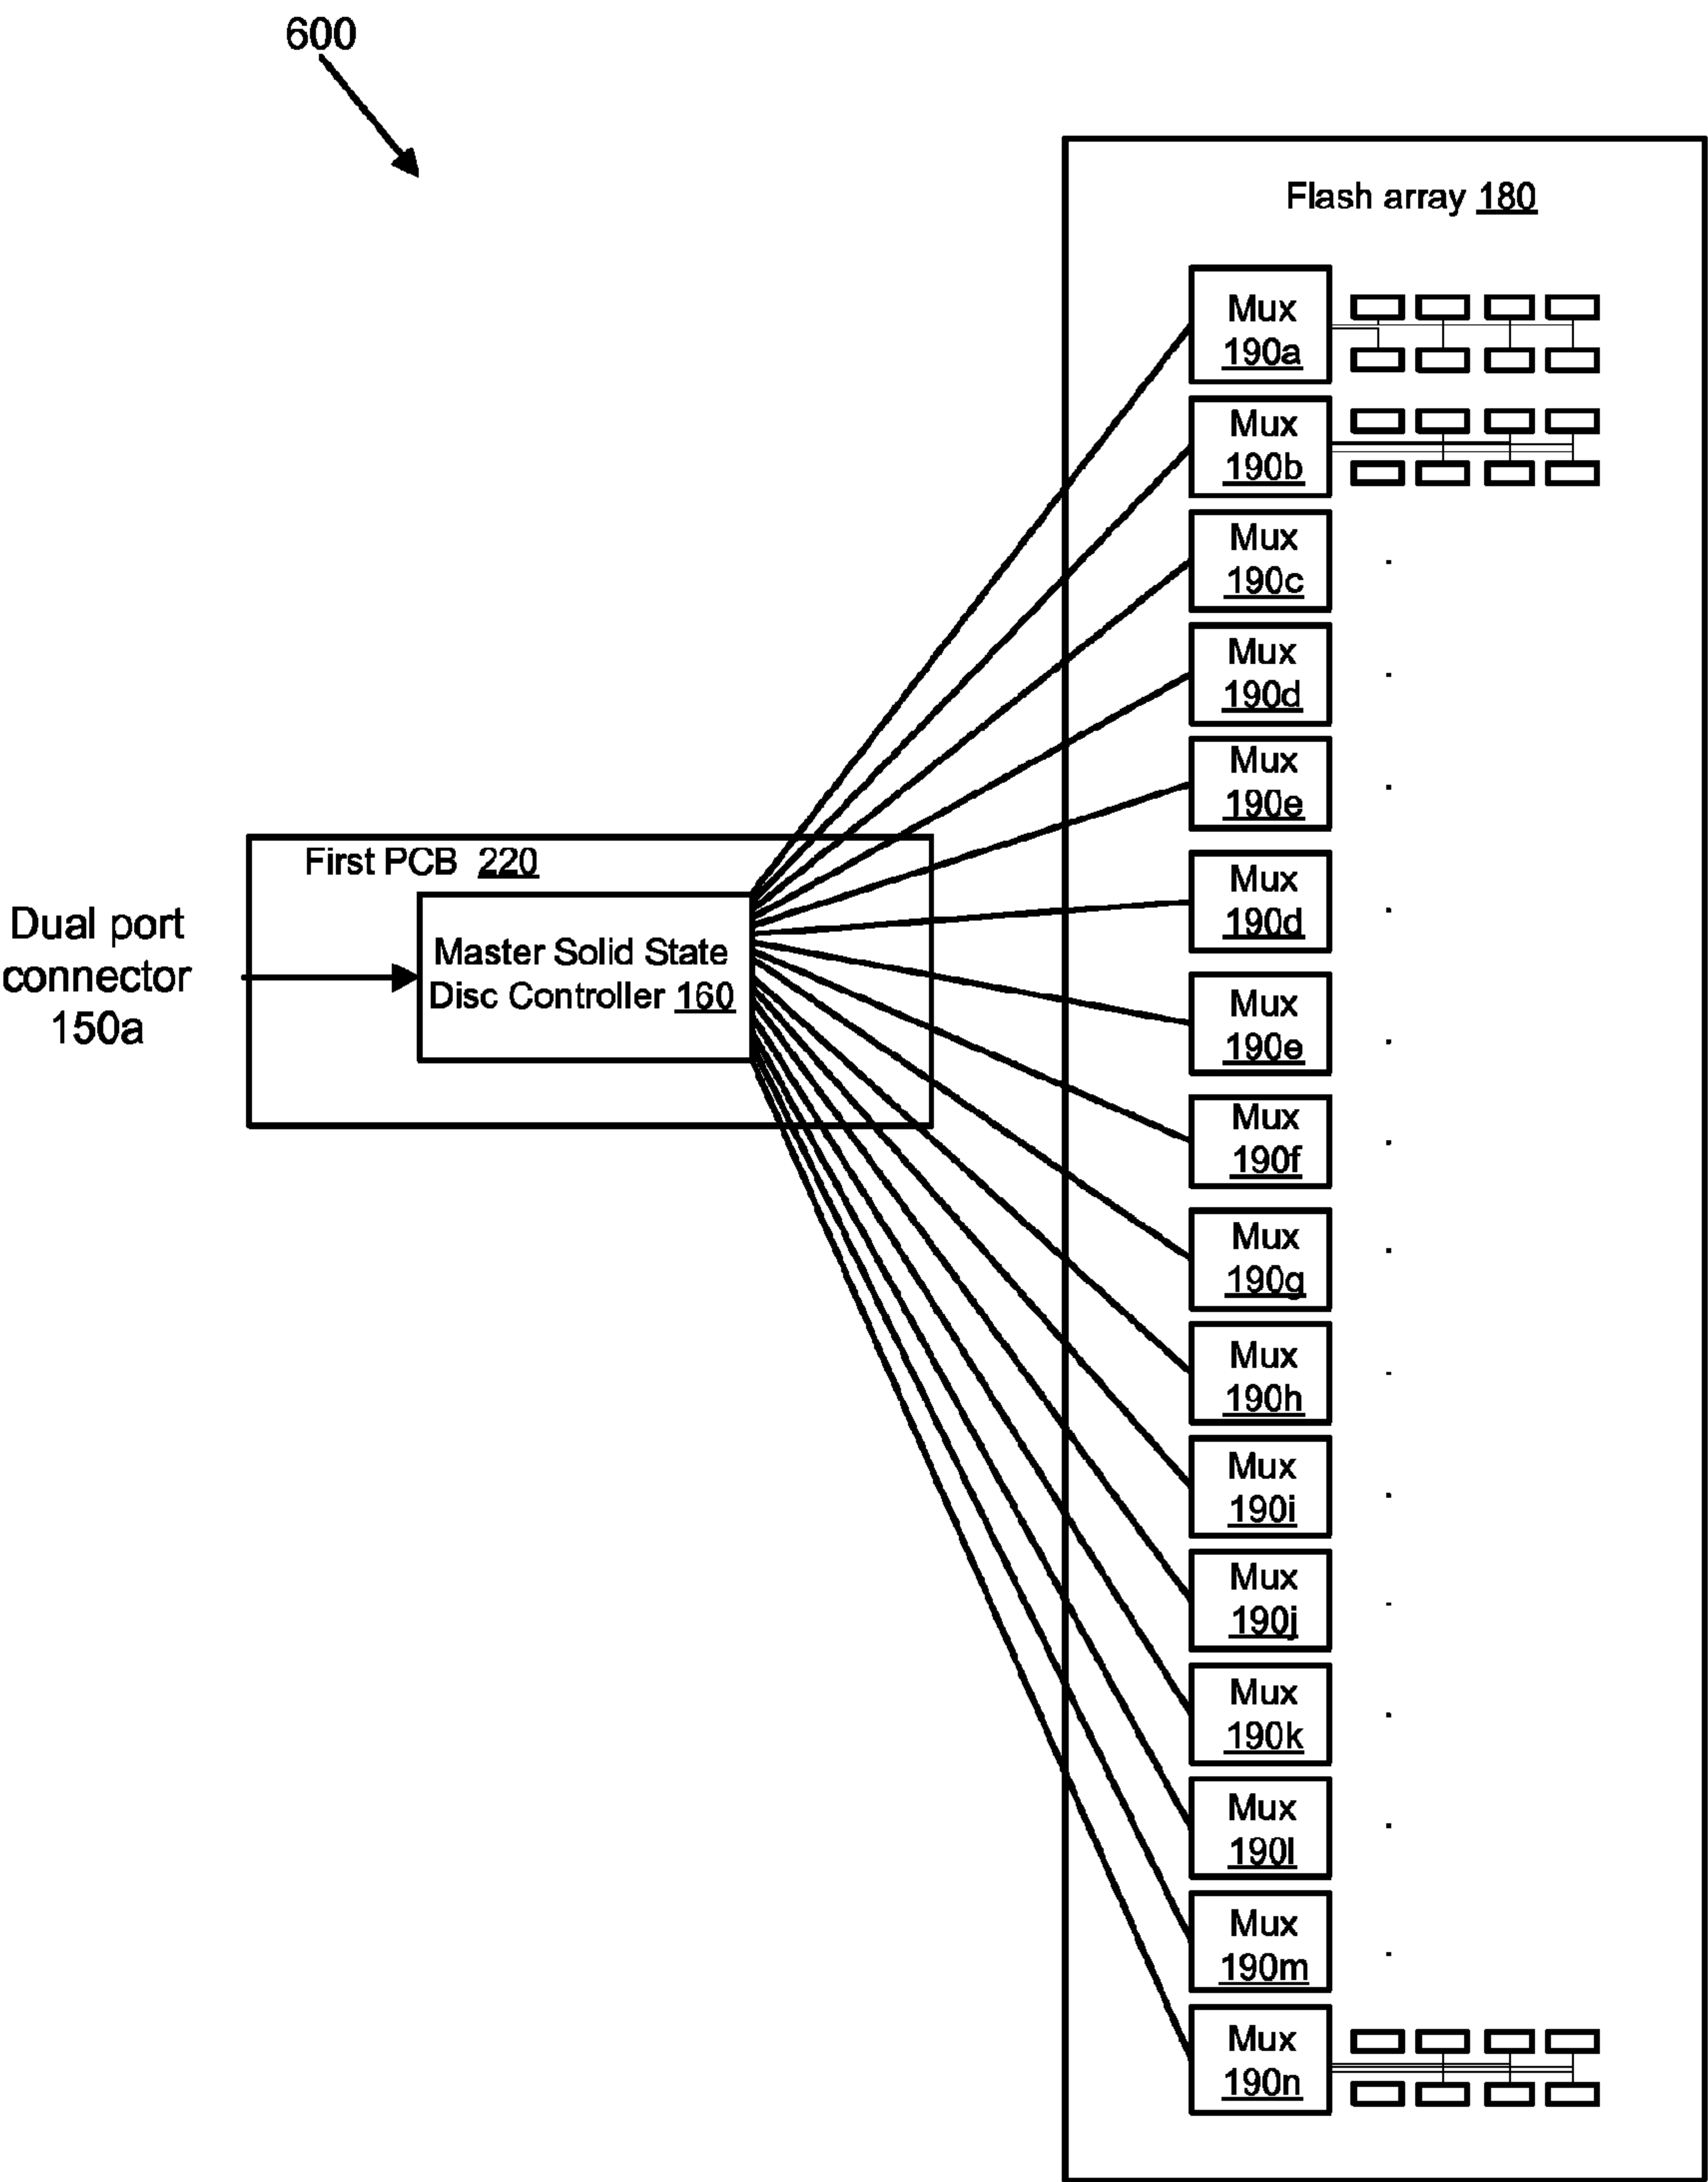 600
Flash array 180
Mux
190a
Mux
190b
Mux
190c
Mux
190d
Mux
190e
First PCB 220
Dual port
connector
150a
Master Solid State
Disc Controller 160
Mux
190d
Mux
190e
Mux
190f
Mux
190g
Mux
190h
Mux
190i
Mux
190j
Mux
190k
Mux
190l
Mux
190m
Mux
190n